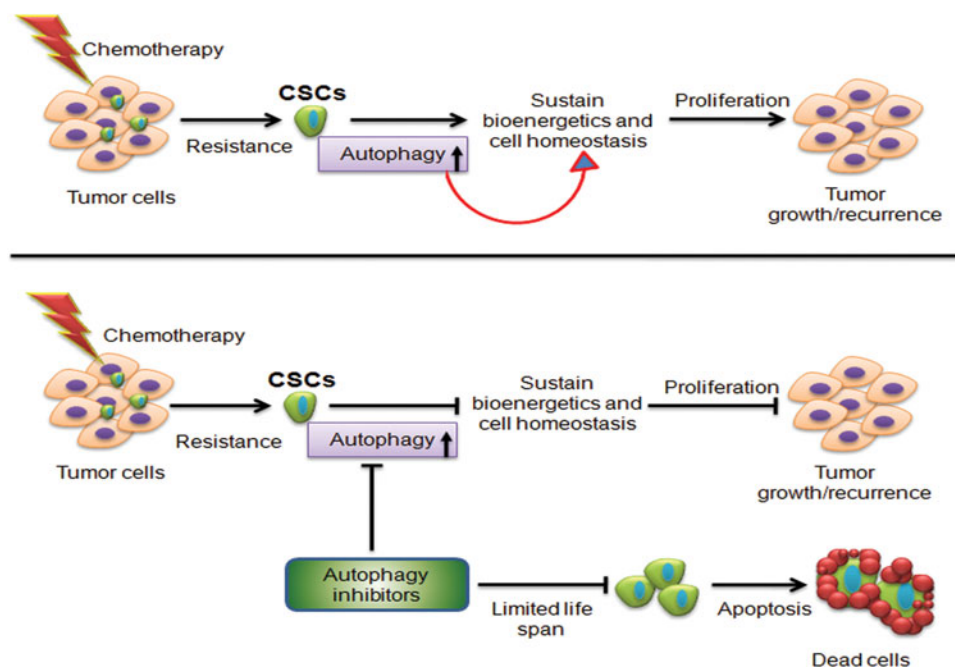 Chemotherapy
CSCs
Resistance
Autophagy
Sustain
bioenergetics and
cell homeostasis
Proliferation
Tumor cells
Tumor
growth/recurrence
Chemotherapy
CSCs
Resistance
Autophagy
Sustain
bioenergetics and
cell homeostasis
Proliferation
Tumor cells
Tumor
growth/recurrence
Autophagy
inhibitors
Limited life
span
Apoptosis
Dead cells